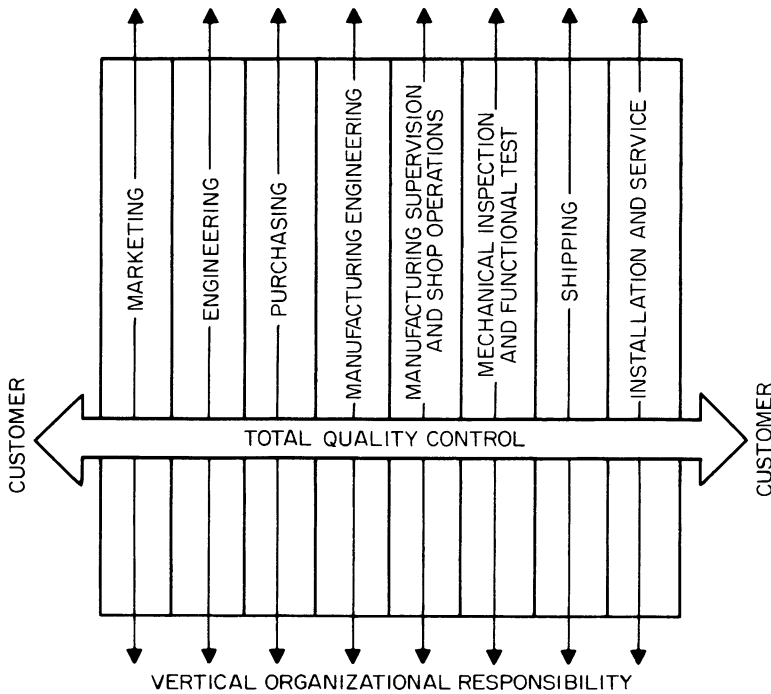 MARKETING
ENGINEERING
PURCHASING
MANUFACTURING ENGINEERING
MANUFACTURING SUPERVISION
AND SHOP OPERATIONS
MECHANICAL INSPECTION
AND FUNCTIONAL TEST
SHIPPING
INSTALLATION AND SERVICE
CUSTOMER
TOTAL QUALITY CONTROL
CUSTOMER
VERTICAL ORGANIZATIONAL RESPONSIBILITY